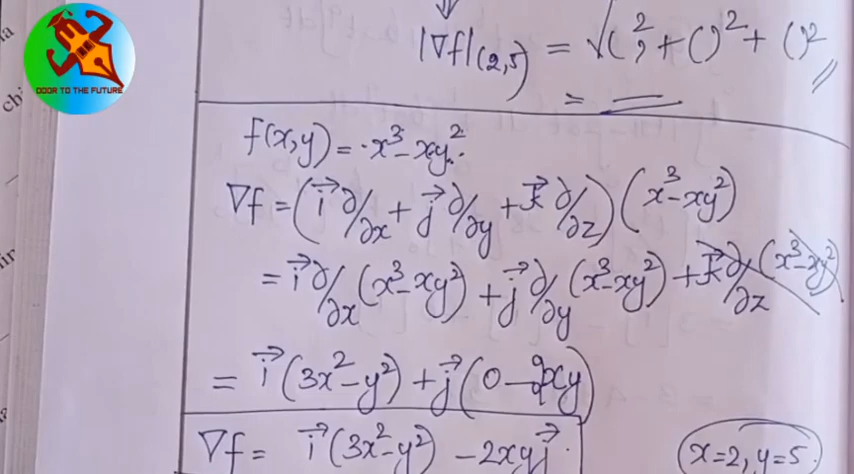 |∇f|(2,5) = √( )² + ( )² + ( )²
=
DOOR TO THE FUTURE
f(x,y) = x³ - xy².
∇f = (i⃗ ∂/∂x + j⃗ ∂/∂y + k⃗ ∂/∂z) (x³ - xy²)
= i⃗ ∂/∂x (x³ - xy²) + j⃗ ∂/∂y (x³ - xy²) + k⃗ ∂/∂z (x³ - xy²)
= i⃗ (3x² - y²) + j⃗ (0 - 2xy)
∇f = i⃗ (3x² - y²) - 2xy j⃗.
x=2, y=5.